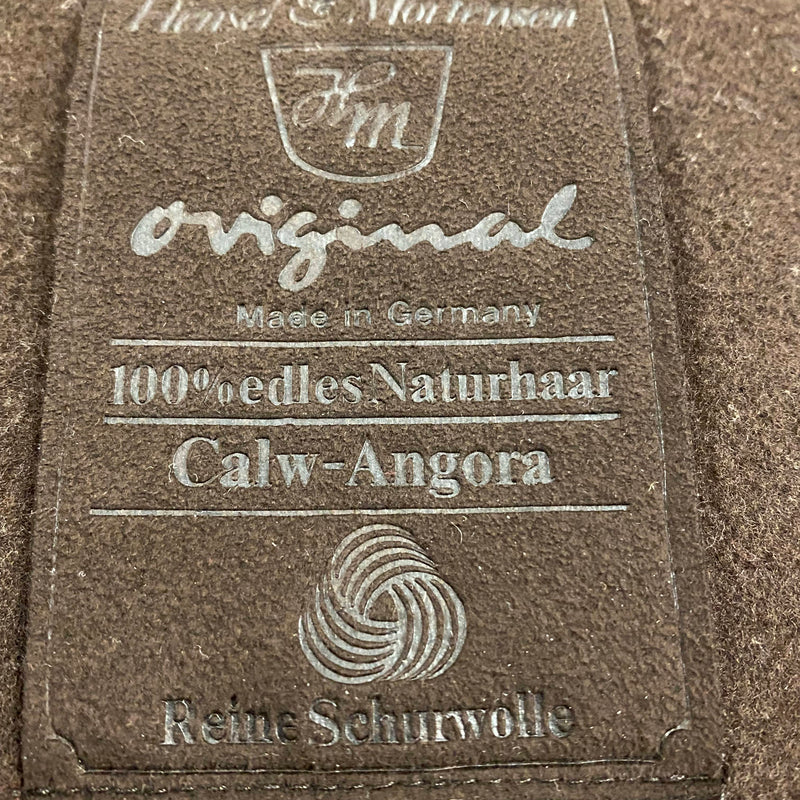 Hensel & Mortensen
HM
original
Made in Germany
100% edles Naturhaar
Calw-Angora
Reine Schurwolle